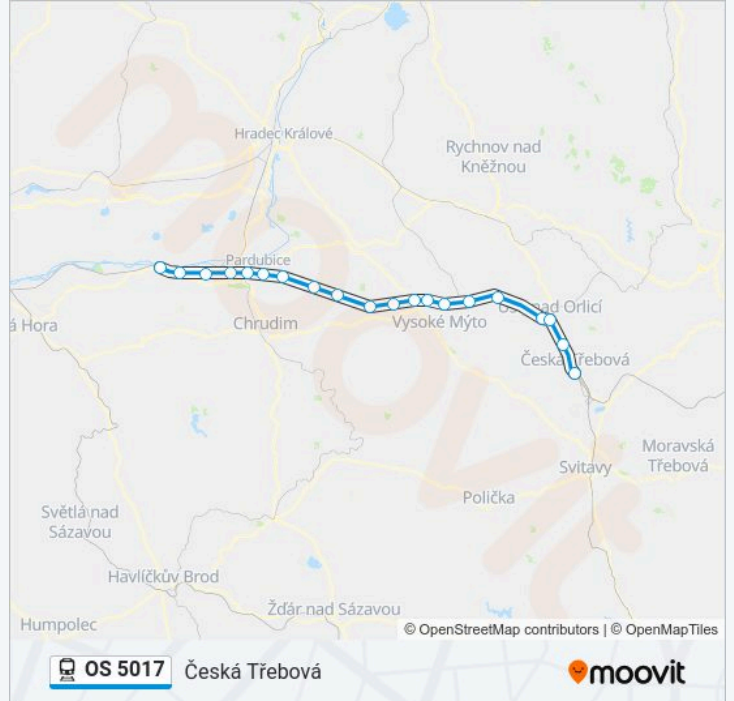 Hradec Králové
Rychnov nad
Kněžnou
Pardubice
á Hora
Chrudim
Vysoké Mýto
nad Orlicí
Česká Třebová
Moravská
Třebová
Svitavy
Polička
Světlá nad
Sázavou
Havlíčkův Brod
Žďár nad Sázavou
Humpolec
moovit
© OpenStreetMap contributors | © OpenMapTiles
OS 5017 Česká Třebová
moovit